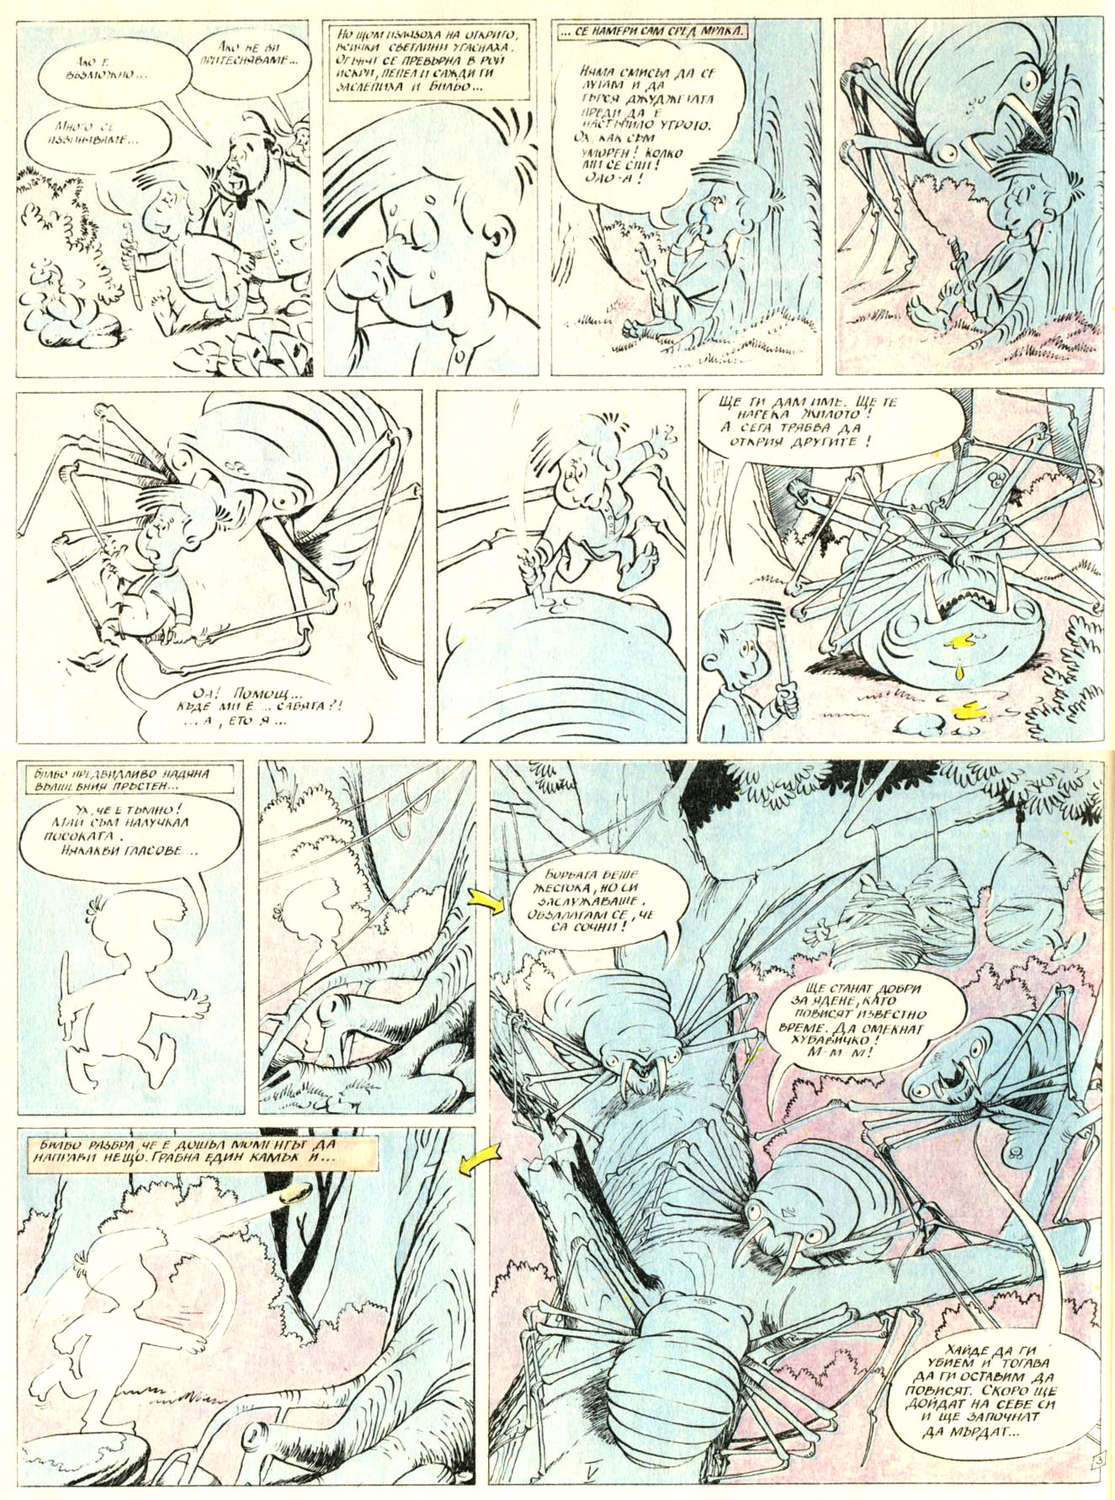 АКО Е
ВЪЗМОЖНО...
АКО НЕ ВИ
ПРИТЕСНЯВАМЕ...
МНОГО СЕ
ИЗВИНЯВАМЕ...
НО ЩОМ ИЗЛЯЗОХА НА ОТКРИТО,
ВСИЧКИ СВЕТЛИНИ УГАСНАХА.
ОГЪНЯТ СЕ ПРЕВЪРНА В РОЙ
ИСКРИ, ПЕПЕЛ И САЖДИ ГИ
ЗАСЛЕПИХА И БИЛБО...
... СЕ НАМЕРИ САМ СРЕД МРАКА.
НЯМА СМИСЪЛ ДА СЕ
ЛУТАМ И ДА
ТЪРСЯ ДЖУДЖЕТАТА
ПРЕДИ ДА Е
НАСТЪПИЛО УТРОТО.
ОХ, КАК СЪМ
УМОРЕН! КОЛКО
МИ СЕ СПИ!
ОАО-А!
ОА! ПОМОЩ...
КЪДЕ МИ Е... САБЯТА?!
...А, ЕТО Я...
ЩЕ ТИ ДАМ ИМЕ. ЩЕ ТЕ
НАРЕКА ЖИЛОТО!
А СЕГА ТРЯБВА ДА
ОТКРИЯ ДРУГИТЕ!
БИЛБО ПРЕДВИДЛИВО НАДЯНА
ВЪЛШЕБНИЯ ПРЪСТЕН...
УХ, ЧЕ Е ТЪМНО!
МАЙ СЪМ НАЛУЧКАЛ
ПОСОКАТА.
НЯКАКВИ ГЛАСОВЕ...
БОРБАТА БЕШЕ
ЖЕСТОКА, НО СИ
ЗАСЛУЖАВАШЕ.
ОБЗАЛАГАМ СЕ, ЧЕ
СА СОЧНИ!
ЩЕ СТАНАТ ДОБРИ
ЗА ЯДЕНЕ, КАТО
ПОВИСЯТ ИЗВЕСТНО
ВРЕМЕ. ДА ОМЕКНАТ
ХУБАВИЧКО!
М-М-М!
БИЛБО РАЗБРА, ЧЕ Е ДОШЪЛ МОМЕНТЪТ ДА
НАПРАВИ НЕЩО. ГРАБНА ЕДИН КАМЪК И...
ХАЙДЕ ДА ГИ
УБИЕМ И ТОГАВА
ДА ГИ ОСТАВИМ ДА
ПОВИСЯТ. СКОРО ЩЕ
ДОЙДАТ НА СЕБЕ СИ
И ЩЕ ЗАПОЧНАТ
ДА МЪРДАТ...